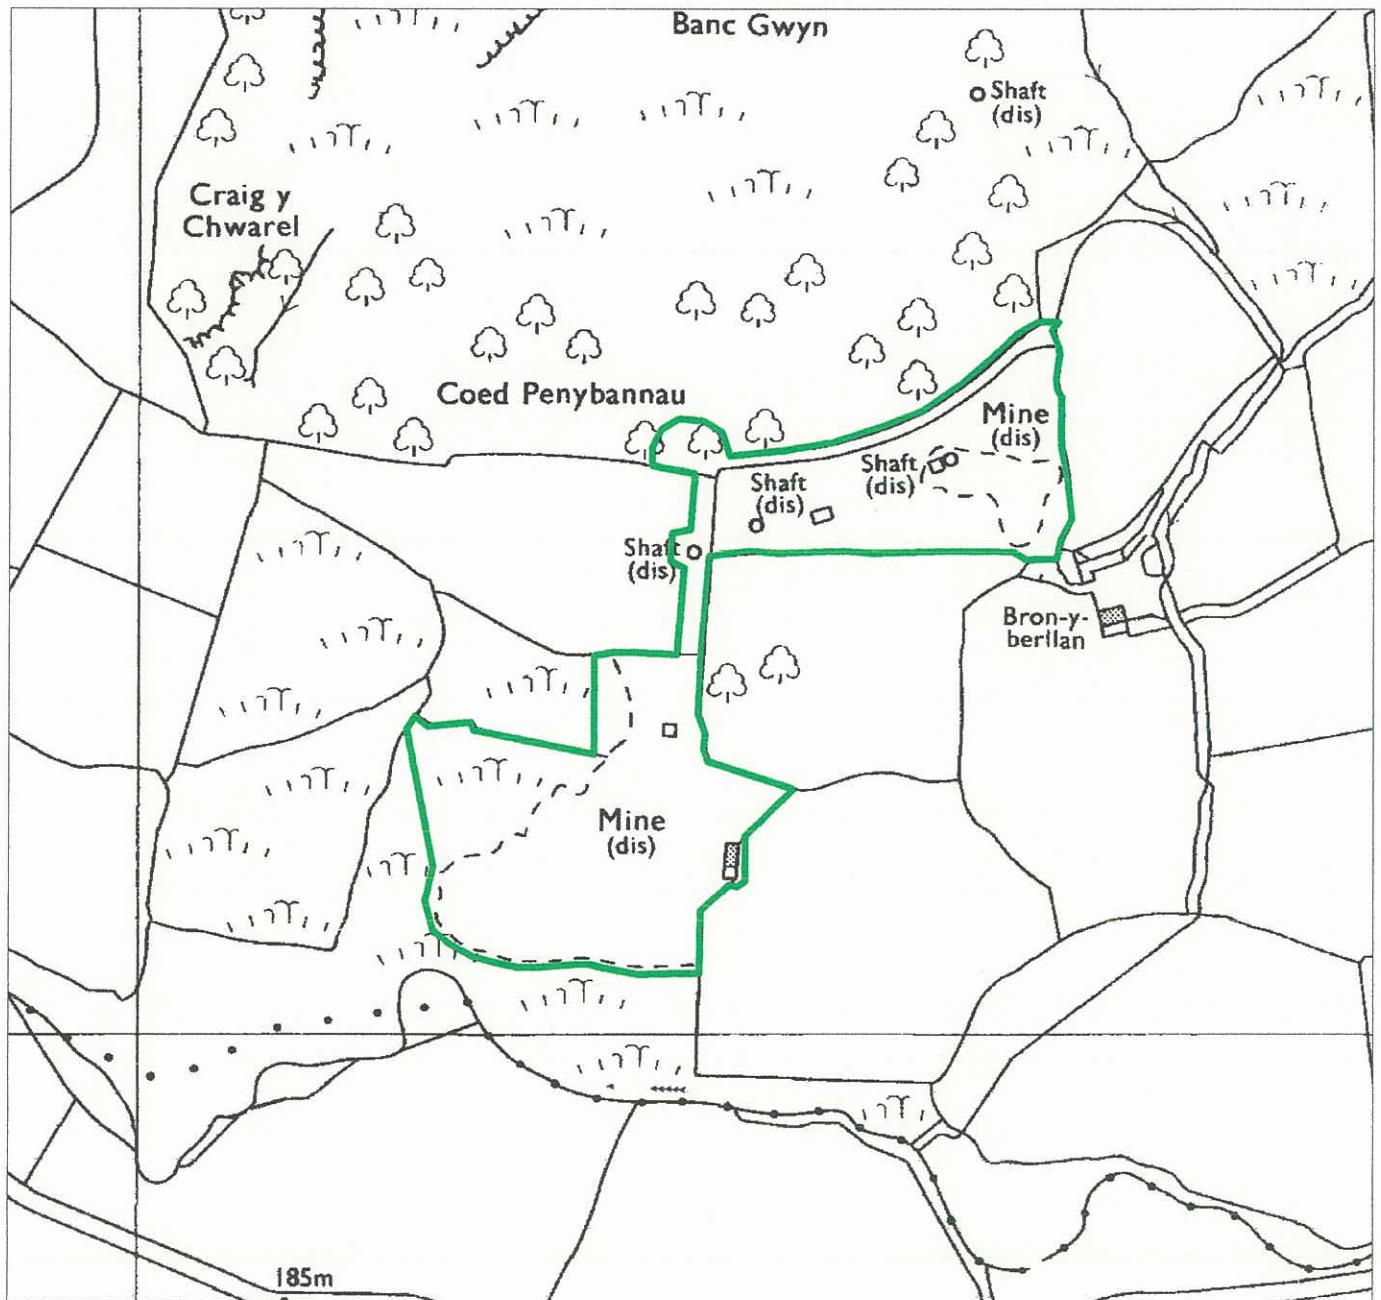 Banc Gwyn
Shaft
(dis)
Craig y
Chwarel
Coed Penybannau
Mine
(dis)
Shaft
(dis)
Shaft
(dis)
Shaft
(dis)
Bron-y-
berllan
Mine
(dis)
185m